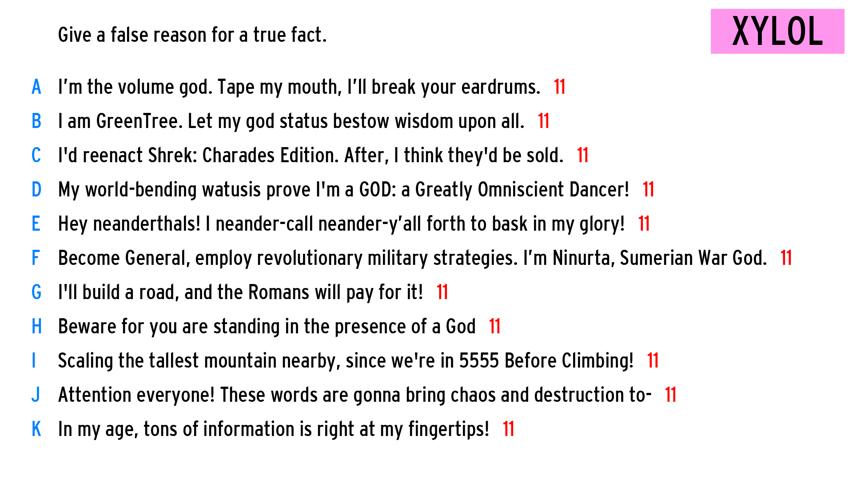 Give a false reason for a true fact.
XYLOL
A I'm the volume god. Tape my mouth, I'll break your eardrums. 11
B I am GreenTree. Let my god status bestow wisdom upon all. 11
C I'd reenact Shrek: Charades Edition. After, I think they'd be sold. 11
D My world-bending watusis prove I'm a GOD: a Greatly Omniscient Dancer! 11
E Hey neanderthals! I neander-call neander-y'all forth to bask in my glory! 11
F Become General, employ revolutionary military strategies. I'm Ninurta, Sumerian War God. 11
G I'll build a road, and the Romans will pay for it! 11
H Beware for you are standing in the presence of a God 11
I Scaling the tallest mountain nearby, since we're in 5555 Before Climbing! 11
J Attention everyone! These words are gonna bring chaos and destruction to- 11
K In my age, tons of information is right at my fingertips! 11